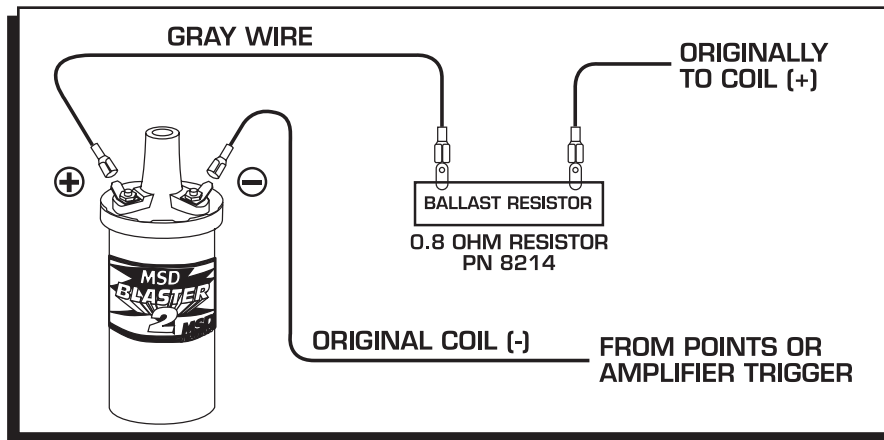 GRAY WIRE
ORIGINALLY
TO COIL (+)
+
−
BALLAST RESISTOR
0.8 OHM RESISTOR
PN 8214
MSD
BLASTER
2
MSD
ORIGINAL COIL (-)
FROM POINTS OR
AMPLIFIER TRIGGER